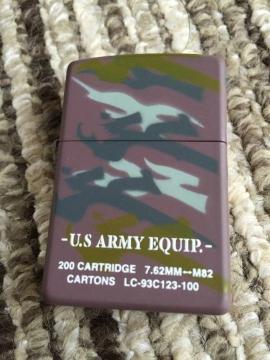 -U.S ARMY EQUIP.-
200 CARTRIDGE 7.62MM↔M82
CARTONS LC-93C123-100